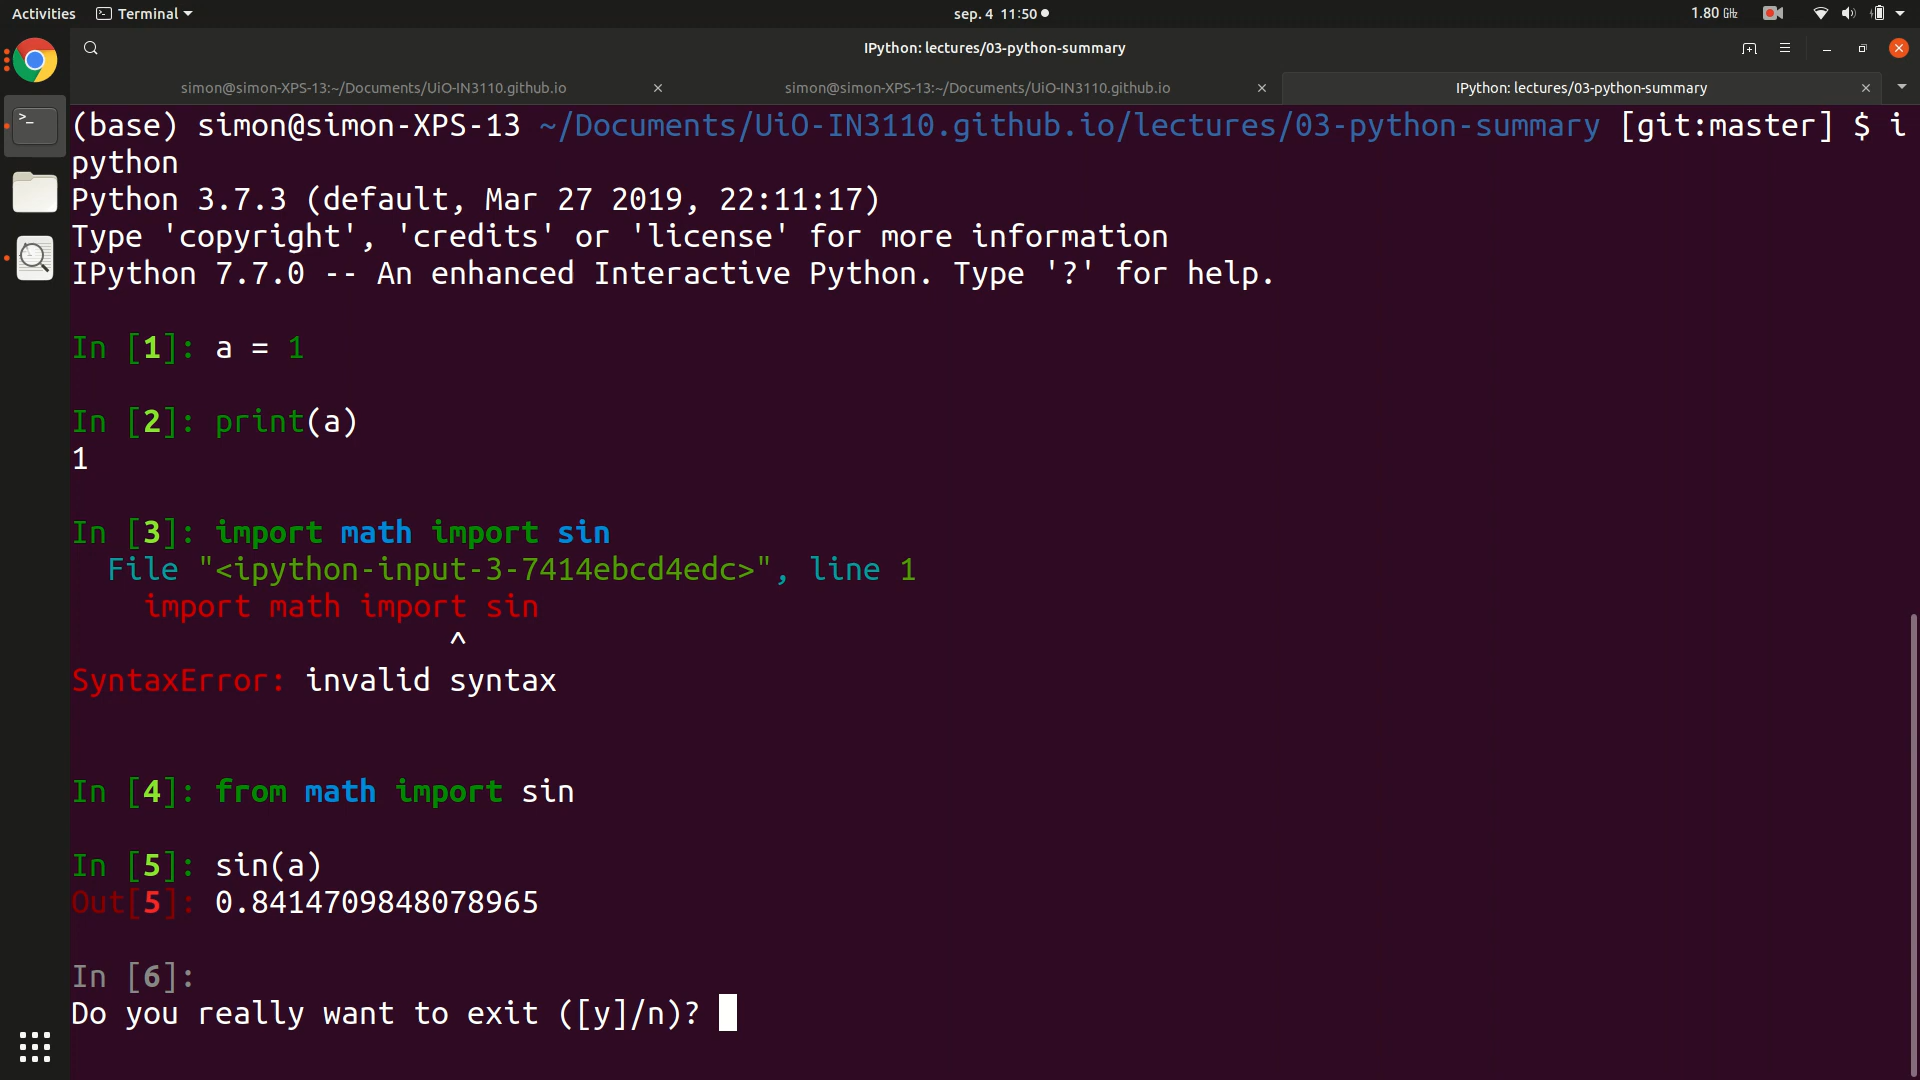 Activities Terminal sep. 4 11:50 1.80 GHz
IPython: lectures/03-python-summary
simon@simon-XPS-13:~/Documents/UiO-IN3110.github.io simon@simon-XPS-13:~/Documents/UiO-IN3110.github.io IPython: lectures/03-python-summary
(base) simon@simon-XPS-13 ~/Documents/UiO-IN3110.github.io/lectures/03-python-summary [git:master] $ i
python
Python 3.7.3 (default, Mar 27 2019, 22:11:17)
Type 'copyright', 'credits' or 'license' for more information
IPython 7.7.0 -- An enhanced Interactive Python. Type '?' for help.
In [1]: a = 1
In [2]: print(a)
1
In [3]: import math import sin
File "<ipython-input-3-7414ebcd4edc>", line 1
import math import sin
^
SyntaxError: invalid syntax
In [4]: from math import sin
In [5]: sin(a)
Out[5]: 0.8414709848078965
In [6]:
Do you really want to exit ([y]/n)?